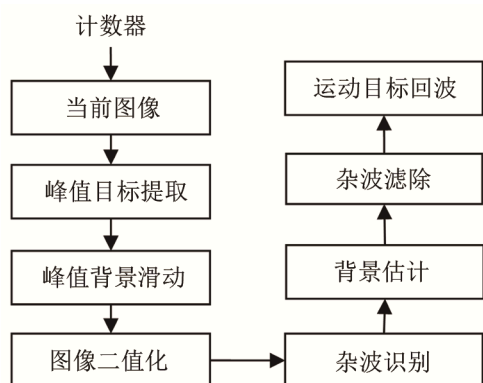 计数器
当前图像
峰值目标提取
峰值背景滑动
图像二值化
杂波识别
背景估计
杂波滤除
运动目标回波